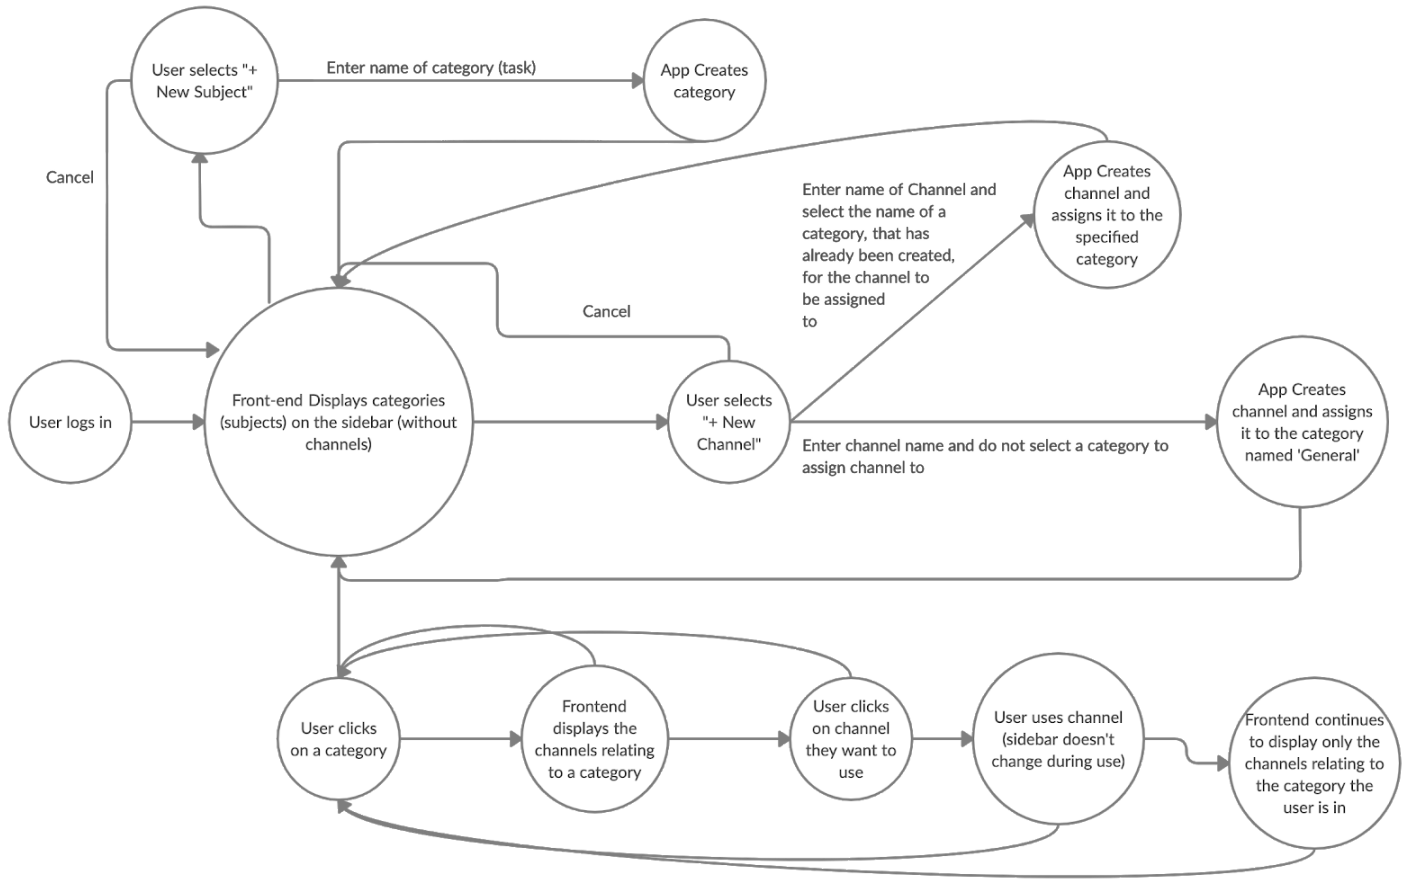 User selects "+
New Subject"
Enter name of category (task)
App Creates
category
Cancel
Enter name of Channel and
select the name of a
category, that has
already been created,
for the channel to
be assigned
to
App Creates
channel and
assigns it to the
specified
category
Cancel
User logs in
Front-end Displays categories
(subjects) on the sidebar (without
channels)
User selects
"+ New
Channel"
Enter channel name and do not select a category to
assign channel to
App Creates
channel and assigns
it to the category
named 'General'
User clicks
on a category
Frontend
displays the
channels relating
to a category
User clicks
on channel
they want to
use
User uses channel
(sidebar doesn't
change during use)
Frontend continues
to display only the
channels relating to
the category the
user is in